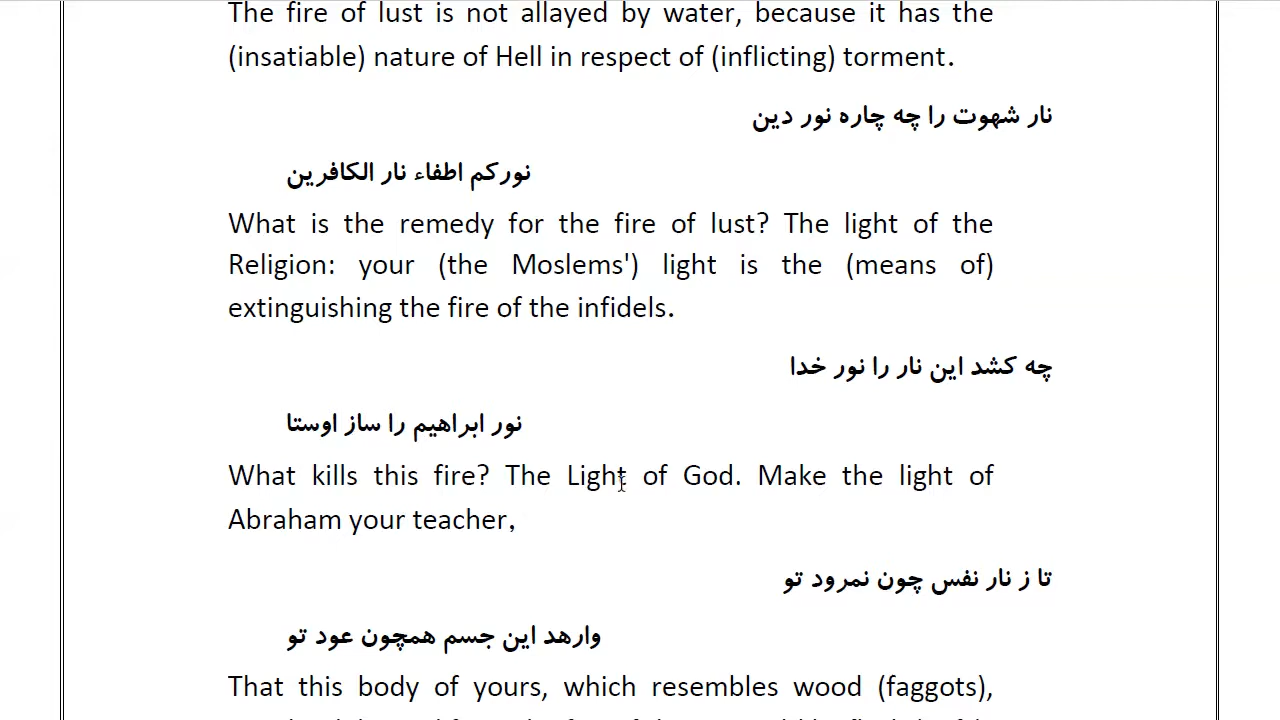 The fire of lust is not allayed by water, because it has the
(insatiable) nature of Hell in respect of (inflicting) torment.
نار شهوت را چه چاره نور دین
نورکم اطفاء نار الکافرین
What is the remedy for the fire of lust? The light of the
Religion: your (the Moslems') light is the (means of)
extinguishing the fire of the infidels.
چه کشد این نار را نور خدا
نور ابراهیم را ساز اوستا
What kills this fire? The Light of God. Make the light of
Abraham your teacher,
تا ز نار نفس چون نمرود تو
وارهد این جسم همچون عود تو
That this body of yours, which resembles wood (faggots),